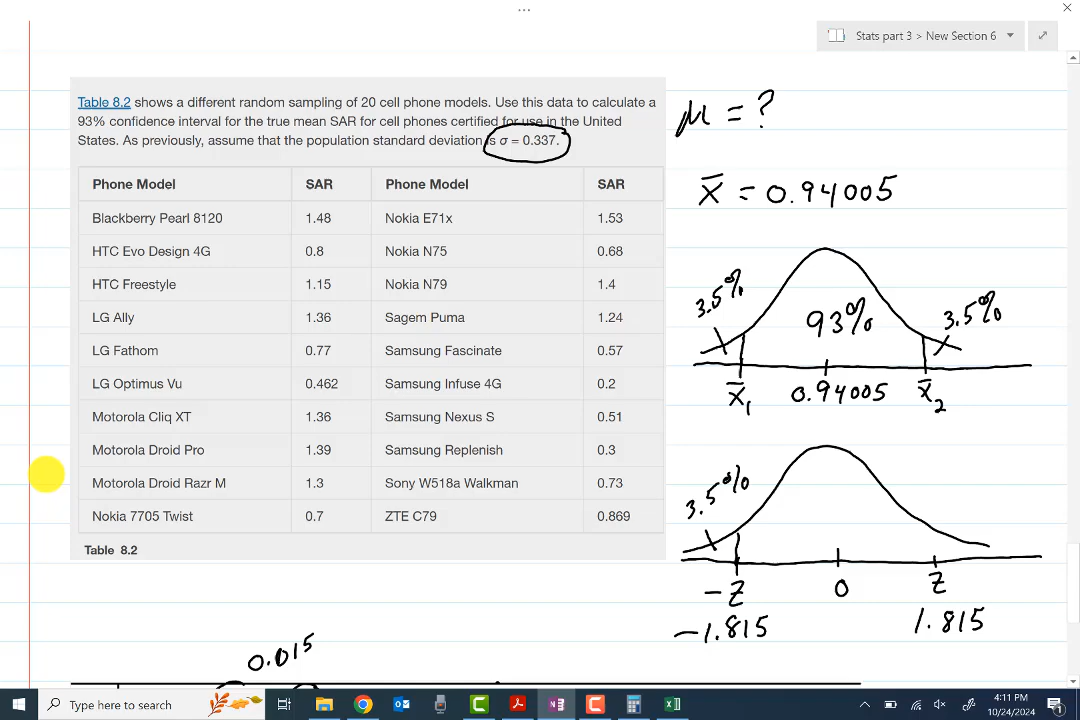 ...
Stats part 3 > New Section 6
Table 8.2 shows a different random sampling of 20 cell phone models. Use this data to calculate a
93% confidence interval for the true mean SAR for cell phones certified for use in the United
States. As previously, assume that the population standard deviation is σ = 0.337.
Phone Model SAR Phone Model SAR
Blackberry Pearl 8120 1.48 Nokia E71x 1.53
HTC Evo Design 4G 0.8 Nokia N75 0.68
HTC Freestyle 1.15 Nokia N79 1.4
LG Ally 1.36 Sagem Puma 1.24
LG Fathom 0.77 Samsung Fascinate 0.57
LG Optimus Vu 0.462 Samsung Infuse 4G 0.2
Motorola Cliq XT 1.36 Samsung Nexus S 0.51
Motorola Droid Pro 1.39 Samsung Replenish 0.3
Motorola Droid Razr M 1.3 Sony W518a Walkman 0.73
Nokia 7705 Twist 0.7 ZTE C79 0.869
Table 8.2
μ = ?
x̄ = 0.94005
3.5% 93% 3.5%
x̄₁ 0.94005 x̄₂
3.5%
-z 0 z
-1.815 1.815
0.015
Type here to search
4:11 PM
10/24/2024